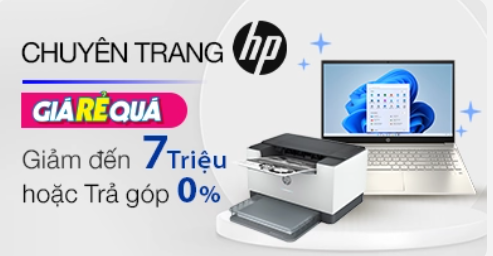 CHUYÊN TRANG hp
GIÁ RẺ QUÁ
Giảm đến 7 Triệu
hoặc Trả góp 0%